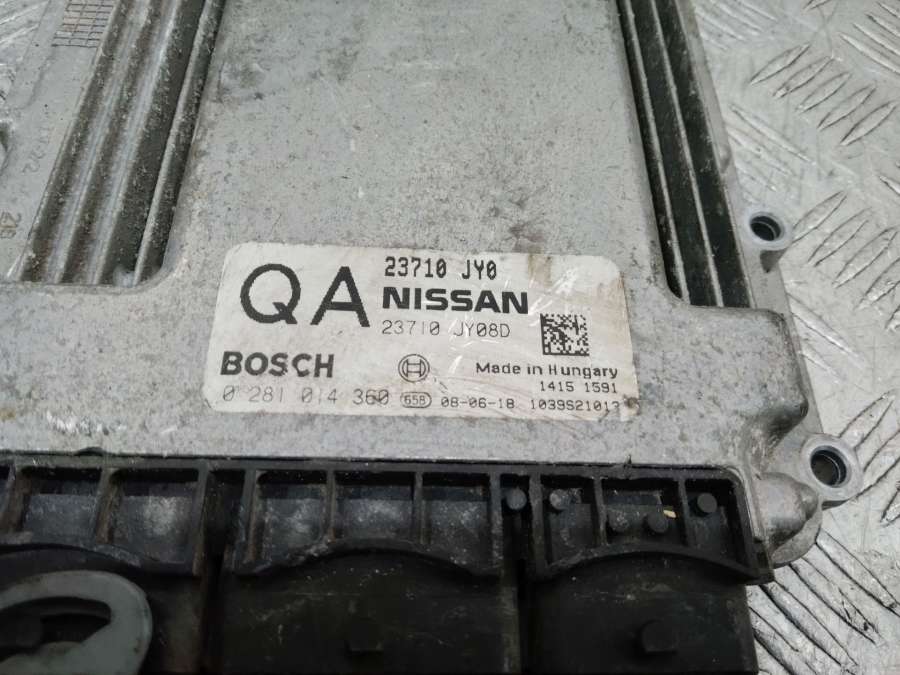 QA
23710 JY0
NISSAN
23710 JY08D
BOSCH
Made in Hungary
1415 1591
0 281 014 360 658 08-06-18 1039S21013